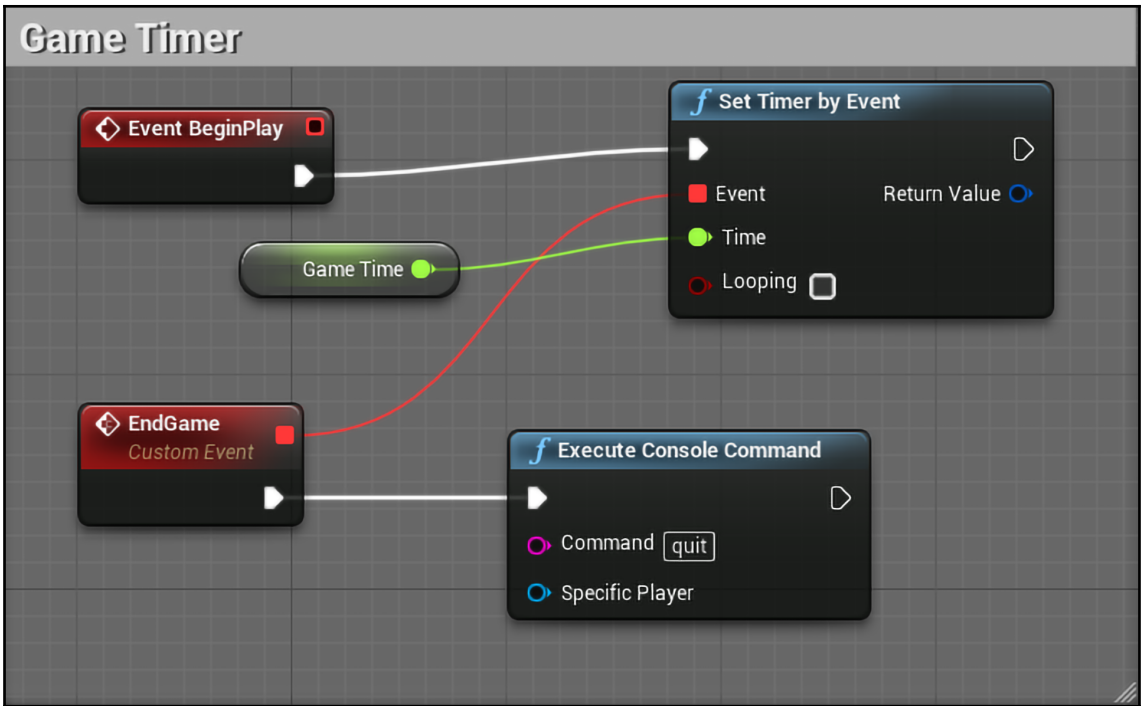 Game Timer
Event BeginPlay
Set Timer by Event
Event
Return Value
Time
Looping
Game Time
EndGame
Custom Event
Execute Console Command
Command quit
Specific Player